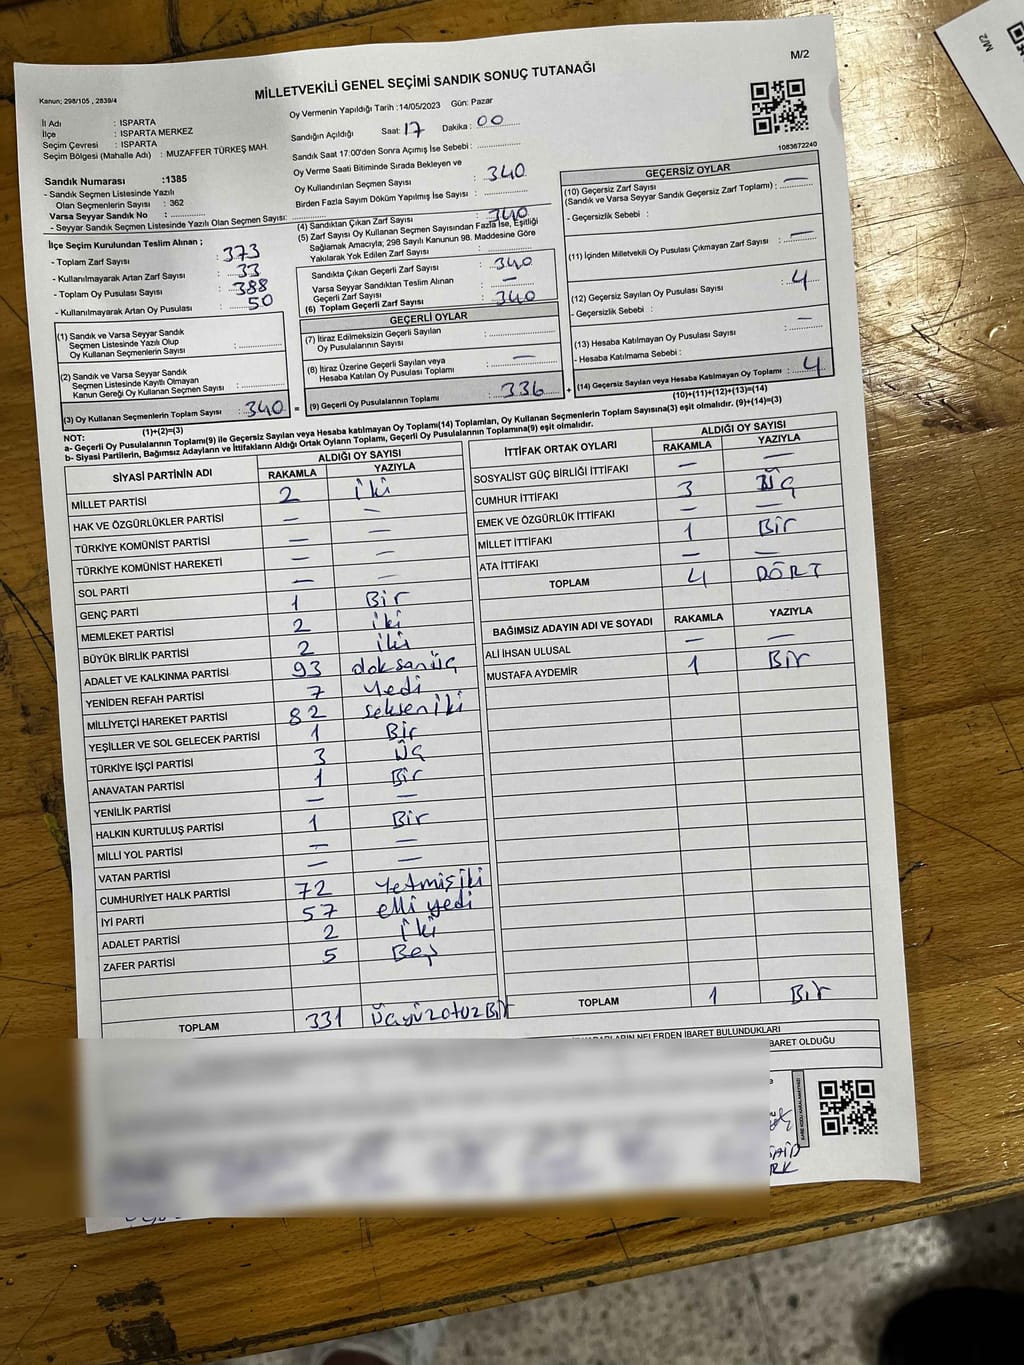 M/2
M/2
MİLLETVEKİLİ GENEL SEÇİMİ SANDIK SONUÇ TUTANAĞI
Kanun; 298/105 , 2839/4
İl Adı : ISPARTA
İlçe : ISPARTA MERKEZ
Seçim Çevresi : ISPARTA
Seçim Bölgesi (Mahalle Adı) : MUZAFFER TÜRKEŞ MAH.
Oy Vermenin Yapıldığı Tarih :14/05/2023 Gün: Pazar
Sandığın Açıldığı Saat: 17 Dakika : 00
Sandık Saat 17:00'den Sonra Açımış İse Sebebi :
Oy Verme Saati Bitiminde Sırada Bekleyen ve
Oy Kullandırılan Seçmen Sayısı : 340
Birden Fazla Sayım Döküm Yapılmış İse Sayısı :
1083672240
Sandık Numarası :1385
- Sandık Seçmen Listesinde Yazılı
Olan Seçmenlerin Sayısı : 362
Varsa Seyyar Sandık No :
- Seyyar Sandık Seçmen Listesinde Yazılı Olan Seçmen Sayısı:
İlçe Seçim Kurulundan Teslim Alınan ;
- Toplam Zarf Sayısı : 373
- Kullanılmayarak Artan Zarf Sayısı : 33
- Toplam Oy Pusulası Sayısı : 388
- Kullanılmayarak Artan Oy Pusulası : 50
(1) Sandık ve Varsa Seyyar Sandık
Seçmen Listesinde Yazılı Olup
Oy Kullanan Seçmenlerin Sayısı :
(2) Sandık ve Varsa Seyyar Sandık
Seçmen Listesinde Kayıtlı Olmayan
Kanun Gereği Oy Kullanan Seçmen Sayısı :
(3) Oy Kullanan Seçmenlerin Toplam Sayısı : 340 =
(1)+(2)=(3)
(4) Sandıktan Çıkan Zarf Sayısı : 340
(5) Zarf Sayısı Oy Kullanan Seçmen Sayısından Fazla İse, Eşitliği
Sağlamak Amacıyla; 298 Sayılı Kanunun 98. Maddesine Göre
Yakılarak Yok Edilen Zarf Sayısı :
Sandıkta Çıkan Geçerli Zarf Sayısı : 340
Varsa Seyyar Sandıktan Teslim Alınan
Geçerli Zarf Sayısı : —
(6) Toplam Geçerli Zarf Sayısı : 340
GEÇERLİ OYLAR
(7) İtiraz Edilmeksizin Geçerli Sayılan
Oy Pusulalarının Sayısı :
(8) İtiraz Üzerine Geçerli Sayılan veya
Hesaba Katılan Oy Pusulası Toplamı : —
(9) Geçerli Oy Pusulalarının Toplamı : 336 +
GEÇERSİZ OYLAR
(10) Geçersiz Zarf Sayısı
(Sandık ve Varsa Seyyar Sandık Geçersiz Zarf Toplamı) : —
- Geçersizlik Sebebi :
(11) İçinden Milletvekili Oy Pusulası Çıkmayan Zarf Sayısı : —
(12) Geçersiz Sayılan Oy Pusulası Sayısı : 4
- Geçersizlik Sebebi :
(13) Hesaba Katılmayan Oy Pusulası Sayısı : —
- Hesaba Katılmama Sebebi :
(14) Geçersiz Sayılan veya Hesaba Katılmayan Oy Toplamı : 4
(10)+(11)+(12)+(13)=(14)
NOT:
a- Geçerli Oy Pusulalarının Toplamı(9) ile Geçersiz Sayılan veya Hesaba katılmayan Oy Toplamı(14) Toplamları, Oy Kullanan Seçmenlerin Toplam Sayısına(3) eşit olmalıdır. (9)+(14)=(3)
b- Siyasi Partilerin, Bağımsız Adayların ve İttifakların Aldığı Ortak Oyların Toplamı, Geçerli Oy Pusulalarının Toplamına(9) eşit olmalıdır.
SİYASİ PARTİNİN ADI ALDIĞI OY SAYISI
RAKAMLA YAZIYLA
MİLLET PARTİSİ 2 iki
HAK VE ÖZGÜRLÜKLER PARTİSİ — —
TÜRKİYE KOMÜNİST PARTİSİ — —
TÜRKİYE KOMÜNİST HAREKETİ — —
SOL PARTİ — —
GENÇ PARTİ 1 Bir
MEMLEKET PARTİSİ 2 iki
BÜYÜK BİRLİK PARTİSİ 2 iki
ADALET VE KALKINMA PARTİSİ 93 doksanüç
YENİDEN REFAH PARTİSİ 7 Yedi
MİLLİYETÇİ HAREKET PARTİSİ 82 sekseniki
YEŞİLLER VE SOL GELECEK PARTİSİ 1 Bir
TÜRKİYE İŞÇİ PARTİSİ 3 üç
ANAVATAN PARTİSİ 1 Bir
YENİLİK PARTİSİ — —
HALKIN KURTULUŞ PARTİSİ 1 Bir
MİLLİ YOL PARTİSİ — —
VATAN PARTİSİ — —
CUMHURİYET HALK PARTİSİ 72 Yetmişiki
İYİ PARTİ 57 elli yedi
ADALET PARTİSİ 2 iki
ZAFER PARTİSİ 5 Beş
TOPLAM 331 üçyüzotuzBir
İTTİFAK ORTAK OYLARI ALDIĞI OY SAYISI
RAKAMLA YAZIYLA
SOSYALİST GÜÇ BİRLİĞİ İTTİFAKI — —
CUMHUR İTTİFAKI 3 üç
EMEK VE ÖZGÜRLÜK İTTİFAKI — —
MİLLET İTTİFAKI 1 Bir
ATA İTTİFAKI — —
TOPLAM 4 DÖRT
BAĞIMSIZ ADAYIN ADI VE SOYADI RAKAMLA YAZIYLA
ALİ İHSAN ULUSAL — —
MUSTAFA AYDEMİR 1 Bir
TOPLAM 1 Bir
NELERDEN İBARET BULUNDUKLARI
BARET OLDUĞU